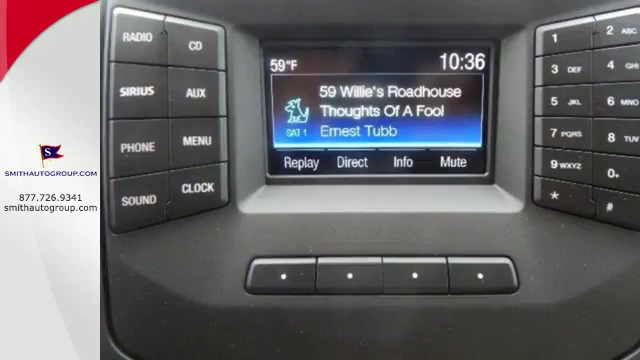 RADIO
CD
SIRIUS
AUX
PHONE
MENU
SOUND
CLOCK
S
SMITHAUTOGROUP.COM
877.726.9341
smithautogroup.com
59°F
10:36
59 Willie's Roadhouse
Thoughts Of A Fool
SAT 1
Ernest Tubb
Replay
Direct
Info
Mute
1
2 ABC
3 DEF
4 GHI
5 JKL
6 MNO
7 PQRS
8 TUV
9 WXYZ
0
*
#